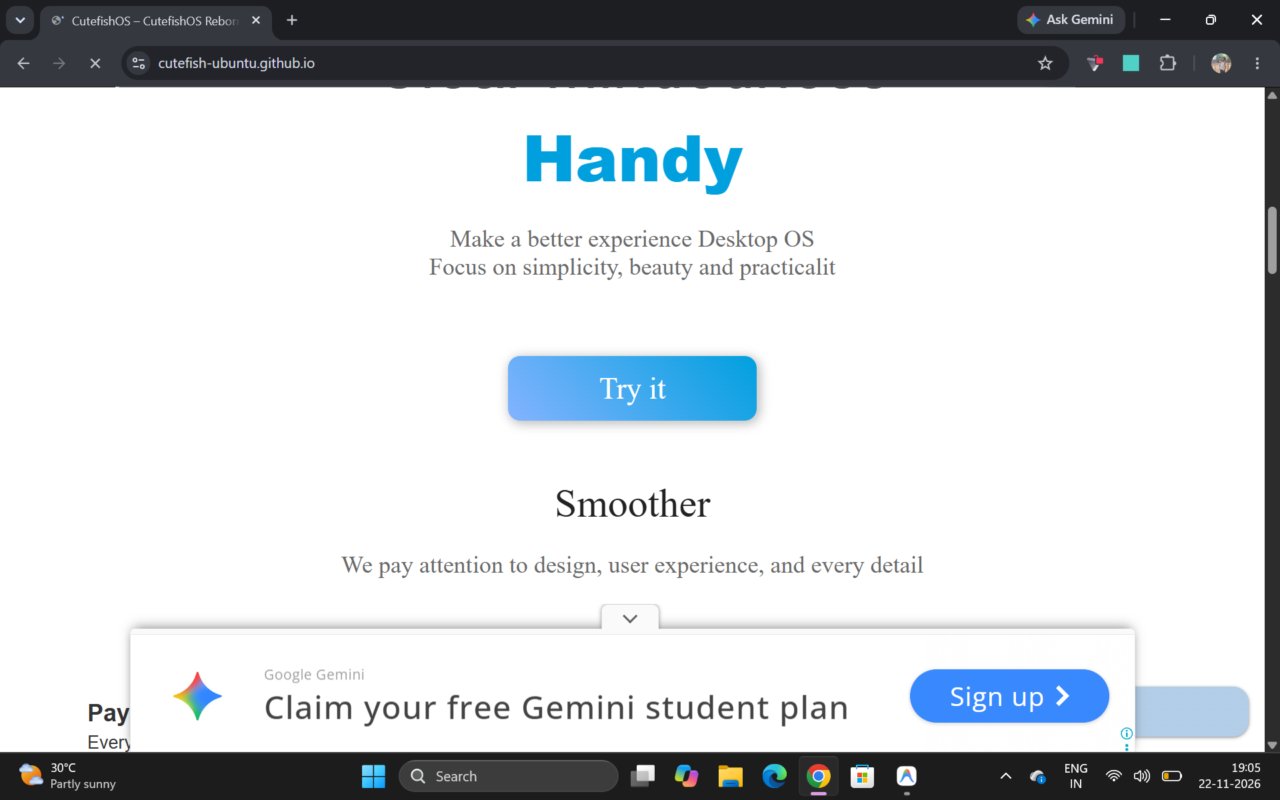 CutefishOS – CutefishOS Rebor
Ask Gemini
cutefish-ubuntu.github.io
Handy
Make a better experience Desktop OS
Focus on simplicity, beauty and practicalit
Try it
Smoother
We pay attention to design, user experience, and every detail
Pay
Every
Google Gemini
Claim your free Gemini student plan
Sign up
30°C
Partly sunny
Search
ENG
IN
19:05
22-11-2026